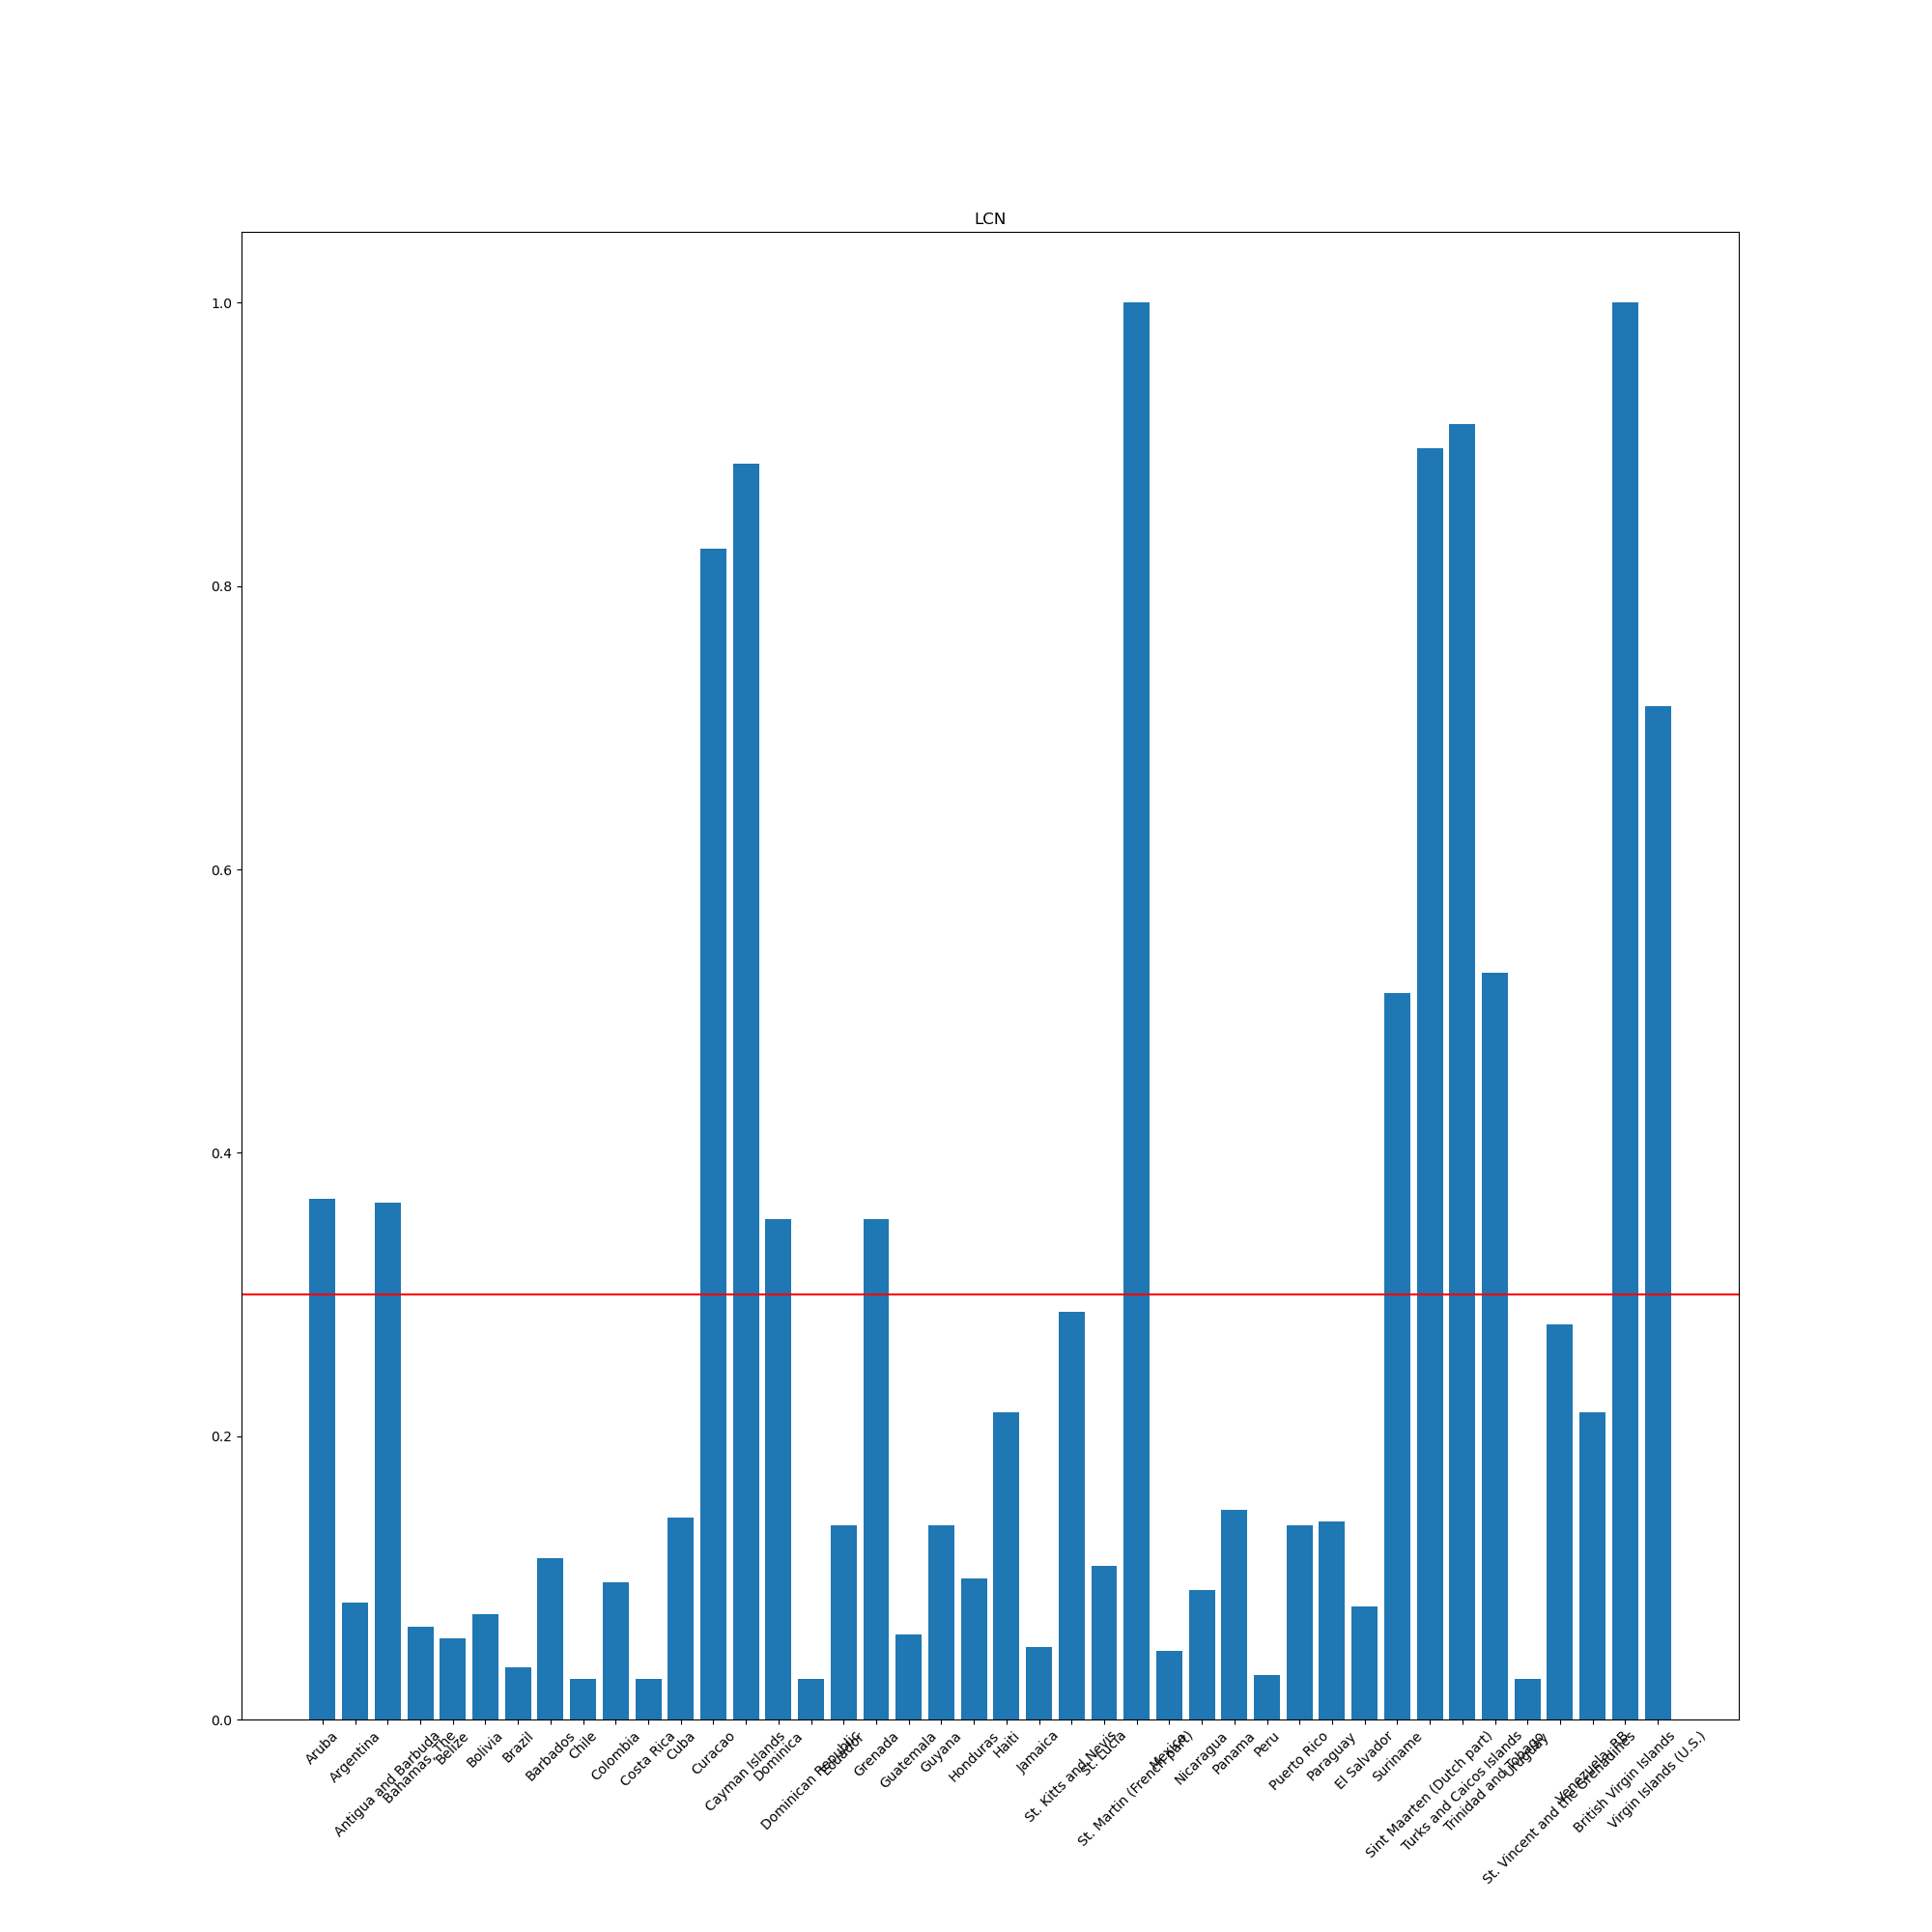 LCN
1.0
0.8
0.6
0.4
0.2
0.0
Aruba
Argentina
Antigua and Barbuda
Bahamas, The
Belize
Bolivia
Brazil
Barbados
Chile
Colombia
Costa Rica
Cuba
Curacao
Cayman Islands
Dominica
Dominican Republic
Ecuador
Grenada
Guatemala
Guyana
Honduras
Haiti
Jamaica
St. Kitts and Nevis
St. Lucia
St. Martin (French part)
Mexico
Nicaragua
Panama
Peru
Puerto Rico
Paraguay
El Salvador
Suriname
Sint Maarten (Dutch part)
Turks and Caicos Islands
Trinidad and Tobago
Uruguay
St. Vincent and the Grenadines
Venezuela, RB
British Virgin Islands
Virgin Islands (U.S.)